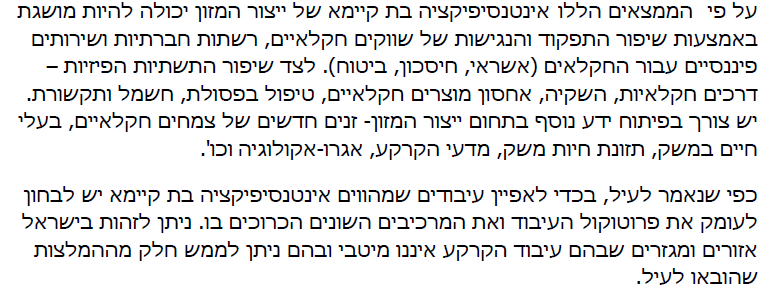 על פי  הממצאים הללו אינטנסיפיקציה בת קיימא של ייצור המזון יכולה להיות מושגת
באמצעות שיפור התפקוד והנגישות של שווקים חקלאיים, רשתות חברתיות ושירותים
פיננסיים עבור החקלאים (אשראי, חיסכון, ביטוח). לצד שיפור התשתיות הפיזיות –
דרכים חקלאיות, השקיה, אחסון מוצרים חקלאיים, טיפול בפסולת, חשמל ותקשורת.
יש צורך בפיתוח ידע נוסף בתחום ייצור המזון- זנים חדשים של צמחים חקלאיים, בעלי
חיים במשק, תזונת חיות משק, מדעי הקרקע, אגרו-אקולוגיה וכו'.
כפי שנאמר לעיל, בכדי לאפיין עיבודים שמהווים אינטנסיפיקציה בת קיימא יש לבחון
לעומק את פרוטוקול העיבוד ואת המרכיבים השונים הכרוכים בו. ניתן לזהות בישראל
אזורים ומגזרים שבהם עיבוד הקרקע איננו מיטבי ובהם ניתן לממש חלק מההמלצות
שהובאו לעיל.